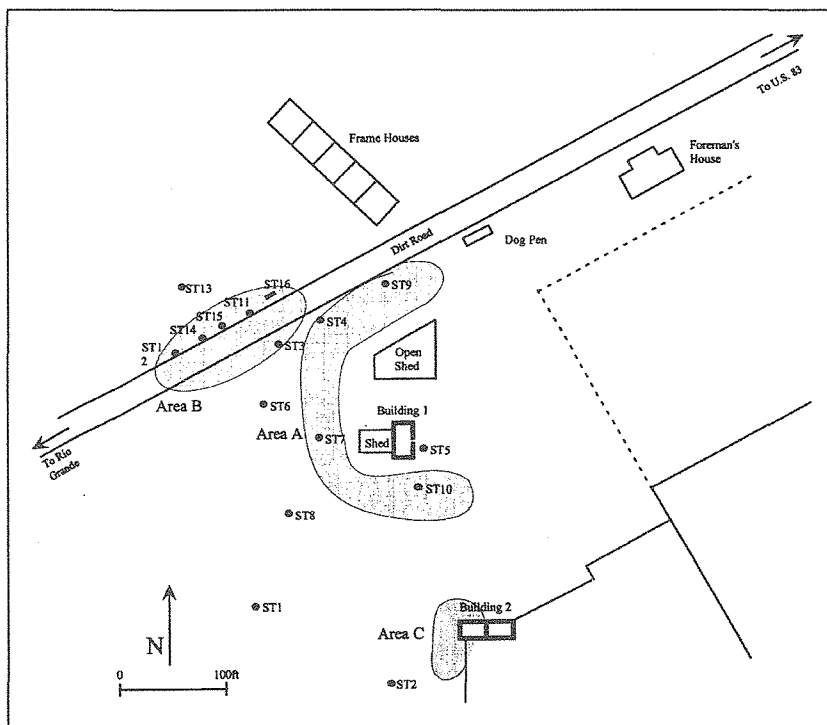 To U.S. 83
Frame Houses
Foreman's
House
Dirt Road
Dog Pen
ST13
ST16
ST9
ST11
ST15
ST4
ST14
ST1
2
ST3
Open
Shed
Area B
ST6
Building 1
Area A
ST7
Shed
ST5
To Rio
Grande
ST10
ST8
ST1
Building 2
Area C
N
ST2
0
100ft